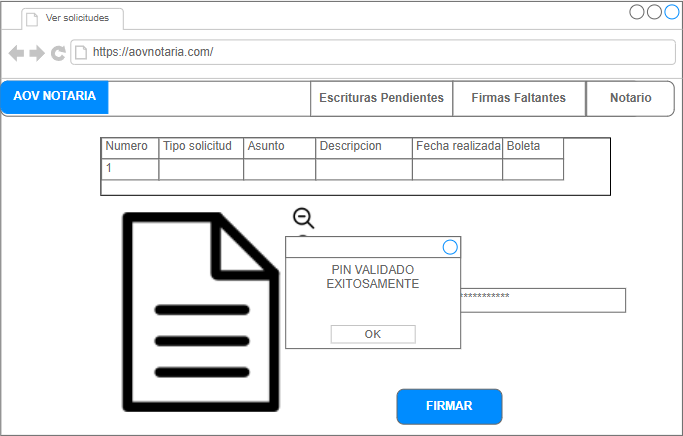 Ver solicitudes
https://aovnotaria.com/
AOV NOTARIA
Escrituras Pendientes
Firmas Faltantes
Notario
Numero Tipo solicitud Asunto Descripcion Fecha realizada Boleta
1
PIN VALIDADO
EXITOSAMENTE
***********
OK
FIRMAR